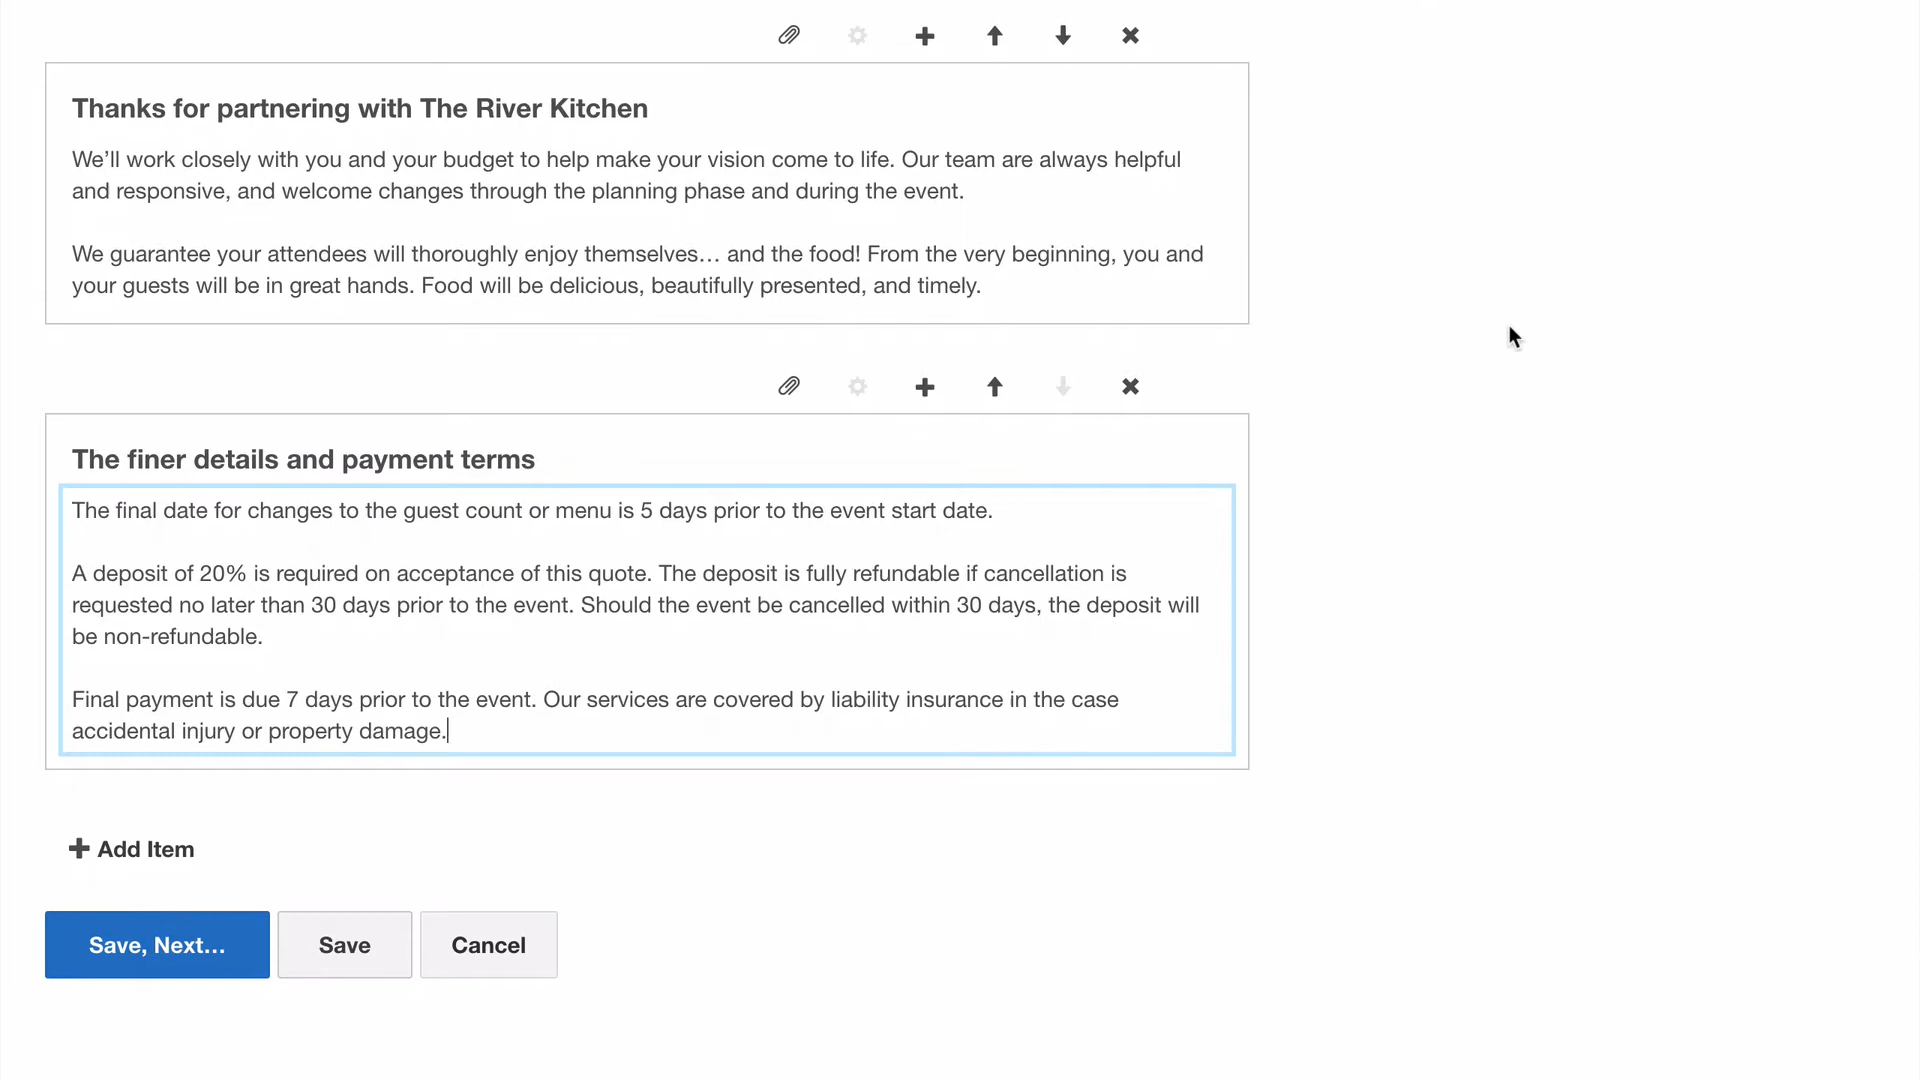 Thanks for partnering with The River Kitchen
We’ll work closely with you and your budget to help make your vision come to life. Our team are always helpful
and responsive, and welcome changes through the planning phase and during the event.
We guarantee your attendees will thoroughly enjoy themselves… and the food! From the very beginning, you and
your guests will be in great hands. Food will be delicious, beautifully presented, and timely.
The finer details and payment terms
The final date for changes to the guest count or menu is 5 days prior to the event start date.
A deposit of 20% is required on acceptance of this quote. The deposit is fully refundable if cancellation is
requested no later than 30 days prior to the event. Should the event be cancelled within 30 days, the deposit will
be non-refundable.
Final payment is due 7 days prior to the event. Our services are covered by liability insurance in the case
accidental injury or property damage.
Add Item
Save, Next…
Save
Cancel